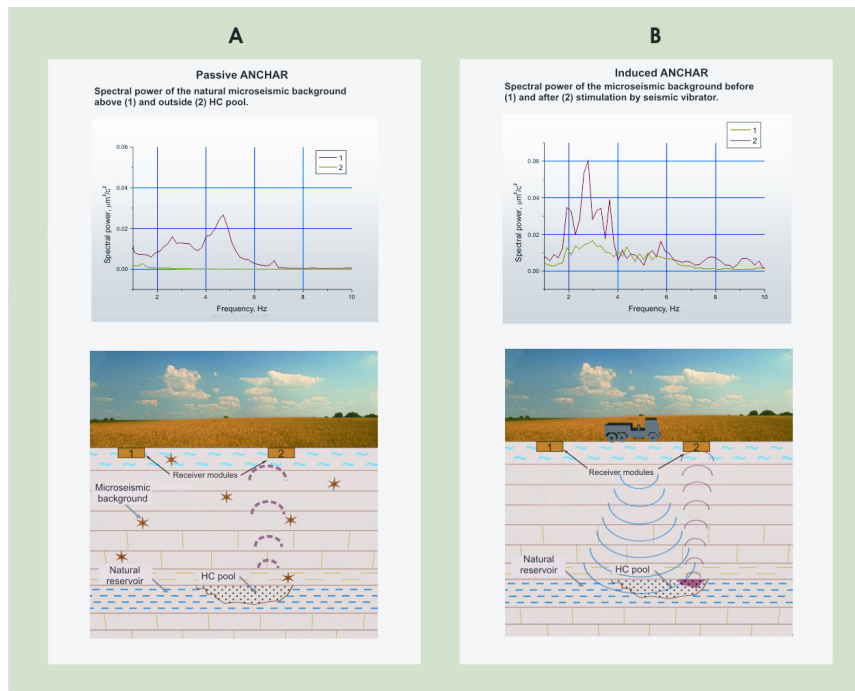 A
Passive ANCHAR
Spectral power of the natural microseismic background
above (1) and outside (2) HC pool.
0.06
0.04
0.02
0.00
Spectral power, μm²/c²
1
2
2
4
6
8
10
Frequency, Hz
1
2
Receiver modules
Microseismic
background
Natural
reservoir
HC pool
B
Induced ANCHAR
Spectral power of the microseismic background before
(1) and after (2) stimulation by seismic vibrator.
0.06
0.04
0.02
0.00
Spectral power, μm²/c²
1
2
2
4
6
8
10
Frequency, Hz
1
2
Receiver modules
Natural
reservoir
HC pool